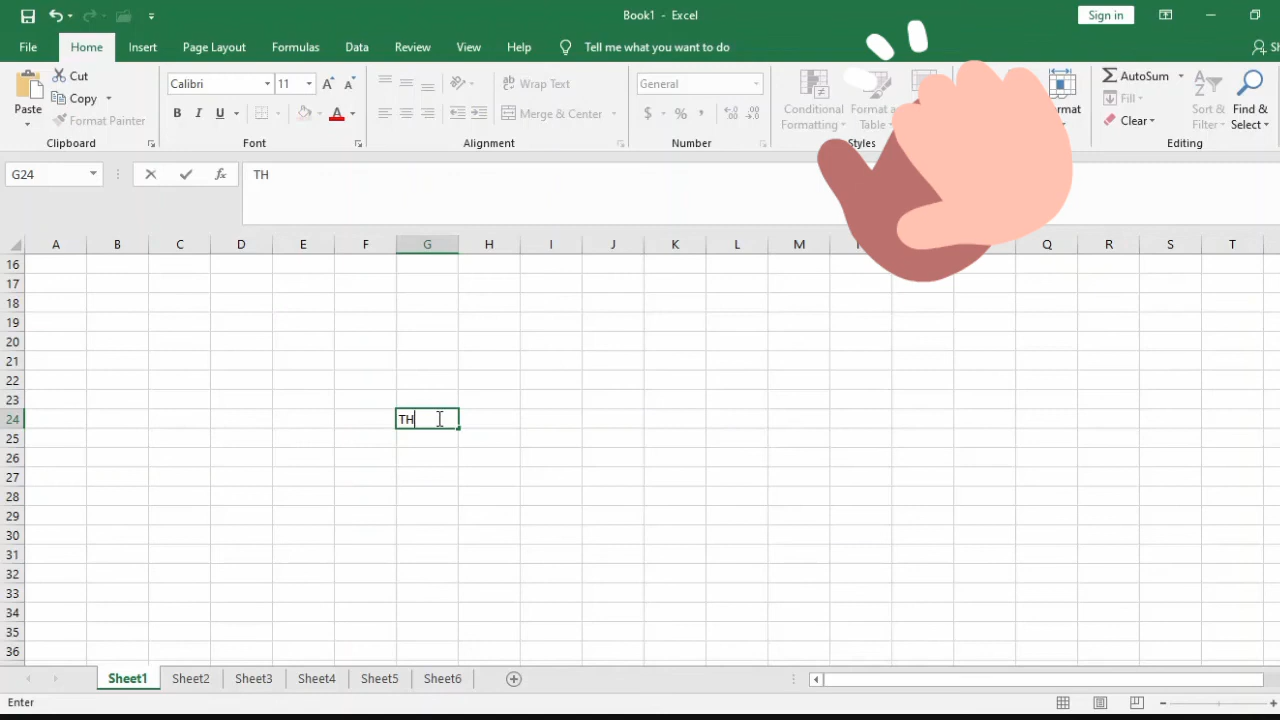 Book1 - Excel
Sign in
File Home Insert Page Layout Formulas Data Review View Help Tell me what you want to do
Paste
Cut
Copy
Format Painter
Clipboard
Calibri 11
B I U
Font
Wrap Text
Merge & Center
Alignment
General
$ % ,
Number
Conditional Formatting
Format as Table
Styles
AutoSum
Fill
Clear
Sort & Filter
Find & Select
Editing
G24 fx TH
A B C D E F G H I J K L M Q R S T
16
17
18
19
20
21
22
23
24 TH
25
26
27
28
29
30
31
32
33
34
35
36
Sheet1 Sheet2 Sheet3 Sheet4 Sheet5 Sheet6
Enter